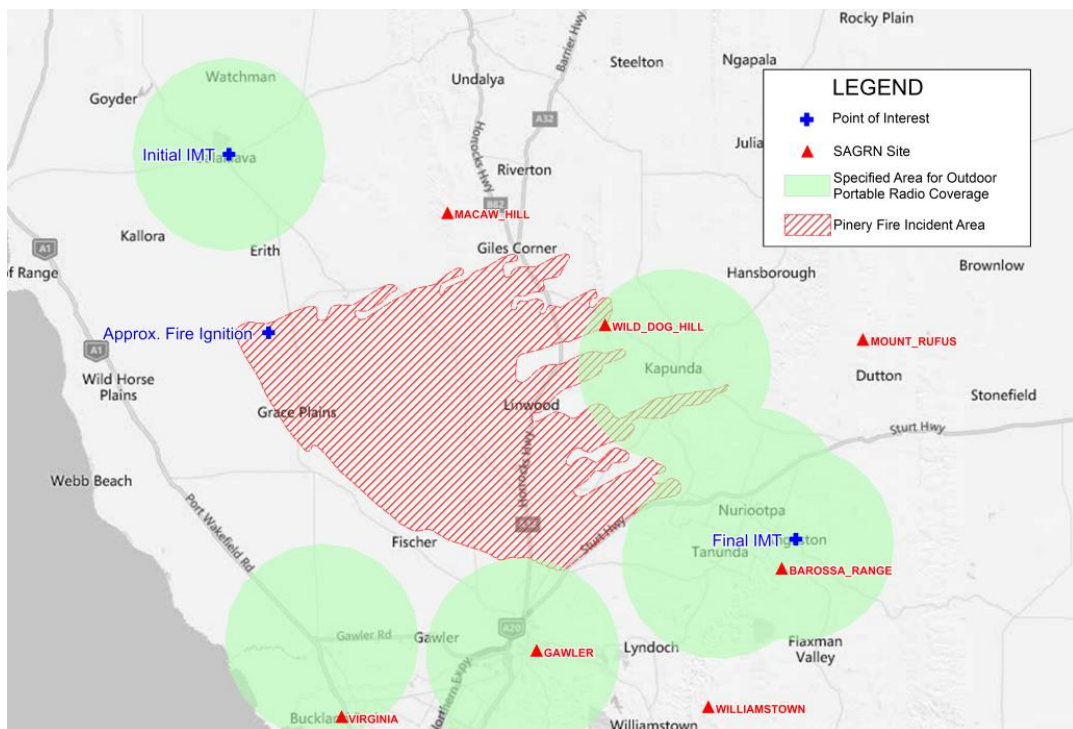 Rocky Plain
Watchman
Undalya
Barrier Hwy
Steelton
Ngapala
Goyder
LEGEND
Point of Interest
SAGRN Site
Specified Area for Outdoor
Portable Radio Coverage
Pinery Fire Incident Area
A32
Julia
Initial IMT
Horrocks Hwy
Riverton
B82
MACAW_HILL
Kallora
Erith
Giles Corner
A1
of Range
Hansborough
Brownlow
Approx. Fire Ignition
WILD_DOG_HILL
MOUNT_RUFUS
A1
Kapunda
Dutton
Wild Horse
Plains
Grace Plains
Linwood
Stonefield
Sturt Hwy
Horrocks Hwy
Webb Beach
Port Wakefield Rd
Nuriootpa
A32
Sturt Hwy
Final IMT
Fischer
Tanunda
BAROSSA_RANGE
A20
Gawler Rd
Gawler
GAWLER
Lyndoch
Flaxman
Valley
Northern Expy
Buckland
VIRGINIA
WILLIAMSTOWN
Williamstown